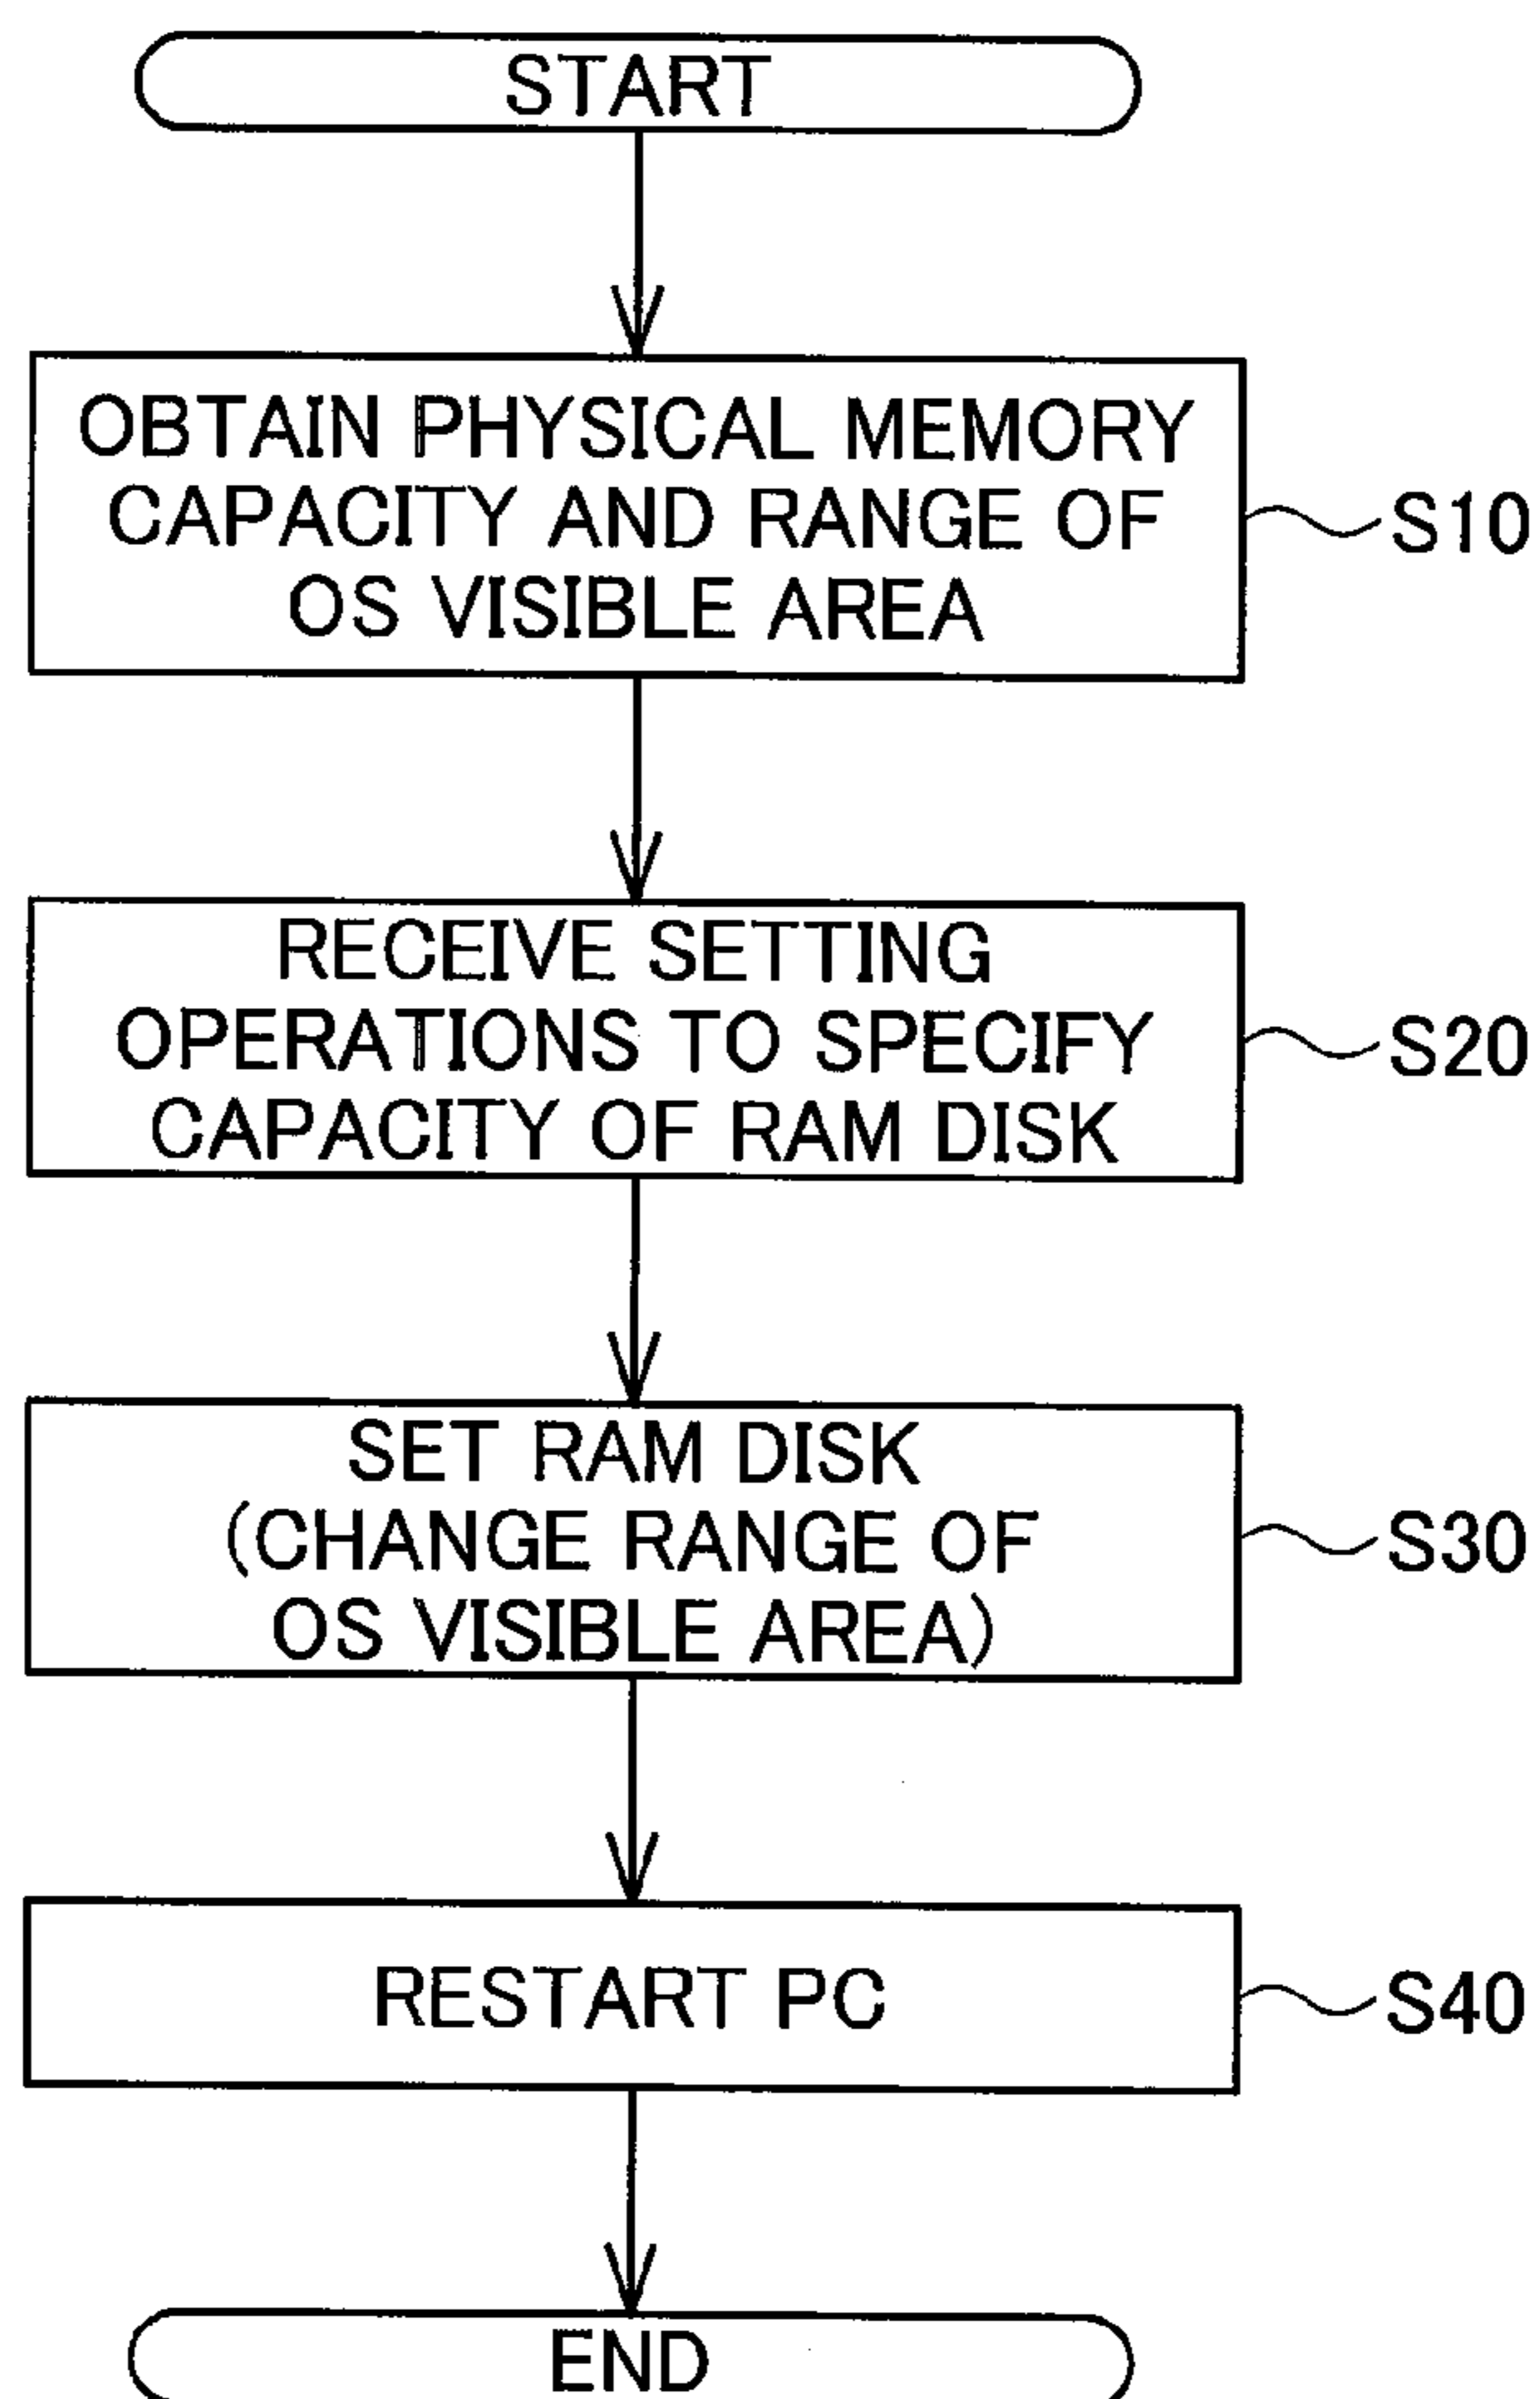 START
OBTAIN PHYSICAL MEMORY
CAPACITY AND RANGE OF
OS VISIBLE AREA
S10
RECEIVE SETTING
OPERATIONS TO SPECIFY
CAPACITY OF RAM DISK
S20
SET RAM DISK
(CHANGE RANGE OF
OS VISIBLE AREA)
S30
RESTART PC
S40
END